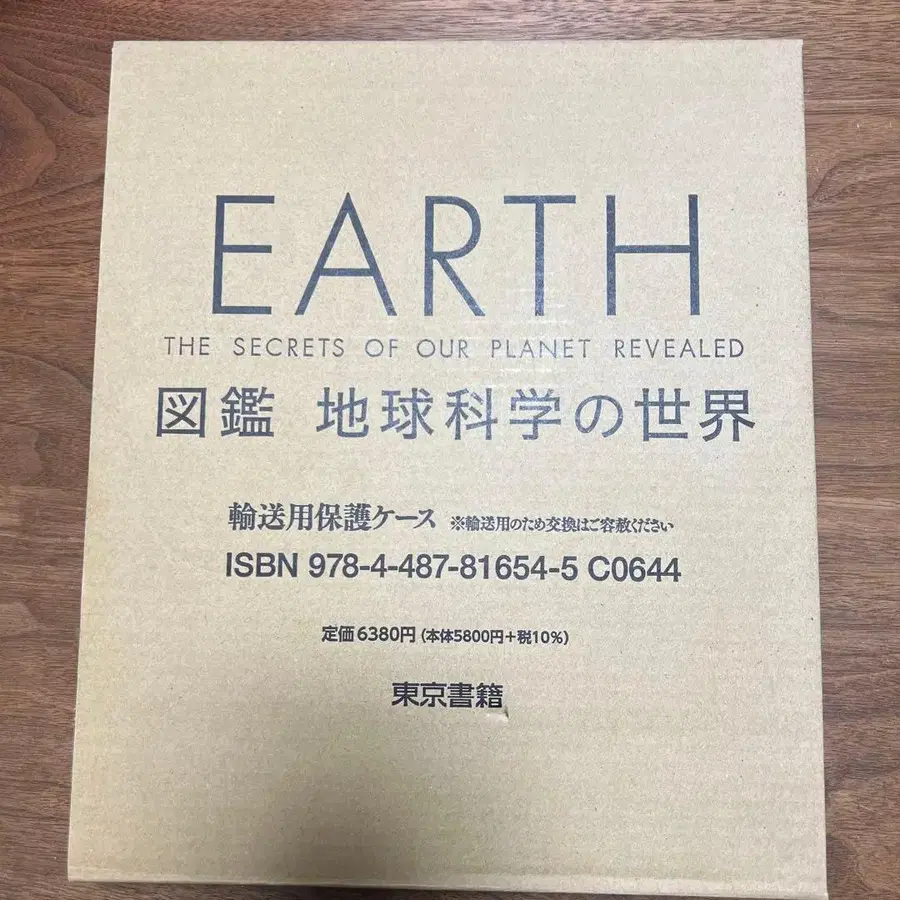 EARTH
THE SECRETS OF OUR PLANET REVEALED
図鑑 地球科学の世界
輸送用保護ケース ※輸送用のため交換はご容赦ください
ISBN 978-4-487-81654-5 C0644
定価6380円(本体5800円+税10%)
東京書籍